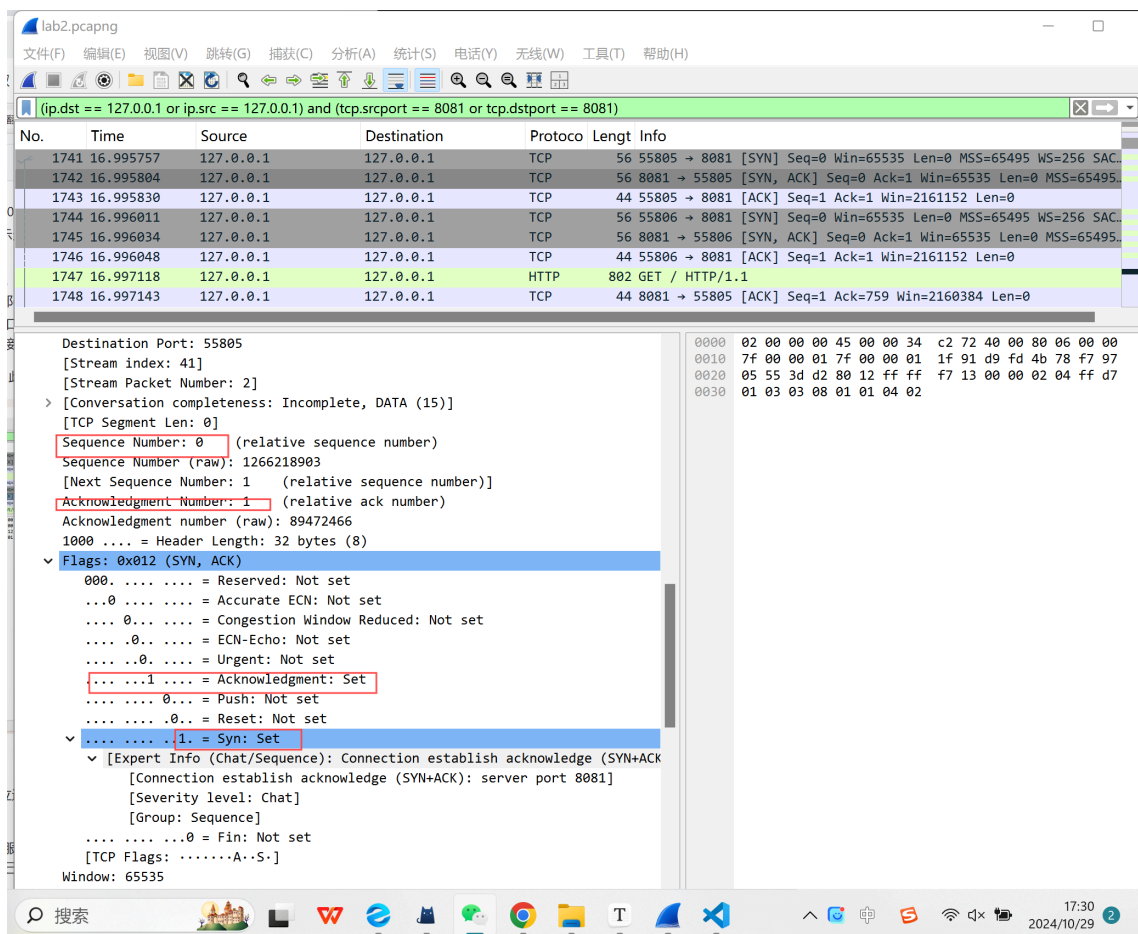 lab2.pcapng
文件(F) 编辑(E) 视图(V) 跳转(G) 捕获(C) 分析(A) 统计(S) 电话(Y) 无线(W) 工具(T) 帮助(H)
(ip.dst == 127.0.0.1 or ip.src == 127.0.0.1) and (tcp.srcport == 8081 or tcp.dstport == 8081)
No. Time Source Destination Protoco Lengt Info
1741 16.995757 127.0.0.1 127.0.0.1 TCP 56 55805 → 8081 [SYN] Seq=0 Win=65535 Len=0 MSS=65495 WS=256 SAC…
1742 16.995804 127.0.0.1 127.0.0.1 TCP 56 8081 → 55805 [SYN, ACK] Seq=0 Ack=1 Win=65535 Len=0 MSS=65495…
1743 16.995830 127.0.0.1 127.0.0.1 TCP 44 55805 → 8081 [ACK] Seq=1 Ack=1 Win=2161152 Len=0
1744 16.996011 127.0.0.1 127.0.0.1 TCP 56 55806 → 8081 [SYN] Seq=0 Win=65535 Len=0 MSS=65495 WS=256 SAC…
1745 16.996034 127.0.0.1 127.0.0.1 TCP 56 8081 → 55806 [SYN, ACK] Seq=0 Ack=1 Win=65535 Len=0 MSS=65495…
1746 16.996048 127.0.0.1 127.0.0.1 TCP 44 55806 → 8081 [ACK] Seq=1 Ack=1 Win=2161152 Len=0
1747 16.997118 127.0.0.1 127.0.0.1 HTTP 802 GET / HTTP/1.1
1748 16.997143 127.0.0.1 127.0.0.1 TCP 44 8081 → 55805 [ACK] Seq=1 Ack=759 Win=2160384 Len=0
Destination Port: 55805
[Stream index: 41]
[Stream Packet Number: 2]
[Conversation completeness: Incomplete, DATA (15)]
[TCP Segment Len: 0]
Sequence Number: 0 (relative sequence number)
Sequence Number (raw): 1266218903
[Next Sequence Number: 1 (relative sequence number)]
Acknowledgment Number: 1 (relative ack number)
Acknowledgment number (raw): 89472466
1000 .... = Header Length: 32 bytes (8)
Flags: 0x012 (SYN, ACK)
000. .... .... = Reserved: Not set
...0 .... .... = Accurate ECN: Not set
.... 0... .... = Congestion Window Reduced: Not set
.... .0.. .... = ECN-Echo: Not set
.... ..0. .... = Urgent: Not set
.... ...1 .... = Acknowledgment: Set
.... .... 0... = Push: Not set
.... .... .0.. = Reset: Not set
.... .... ..1. = Syn: Set
[Expert Info (Chat/Sequence): Connection establish acknowledge (SYN+ACK
[Connection establish acknowledge (SYN+ACK): server port 8081]
[Severity level: Chat]
[Group: Sequence]
.... .... ...0 = Fin: Not set
[TCP Flags: ·······A··S·]
Window: 65535
0000 02 00 00 00 45 00 00 34 c2 72 40 00 80 06 00 00
0010 7f 00 00 01 7f 00 00 01 1f 91 d9 fd 4b 78 f7 97
0020 05 55 3d d2 80 12 ff ff f7 13 00 00 02 04 ff d7
0030 01 03 03 08 01 01 04 02
搜索
中
17:30
2024/10/29
2